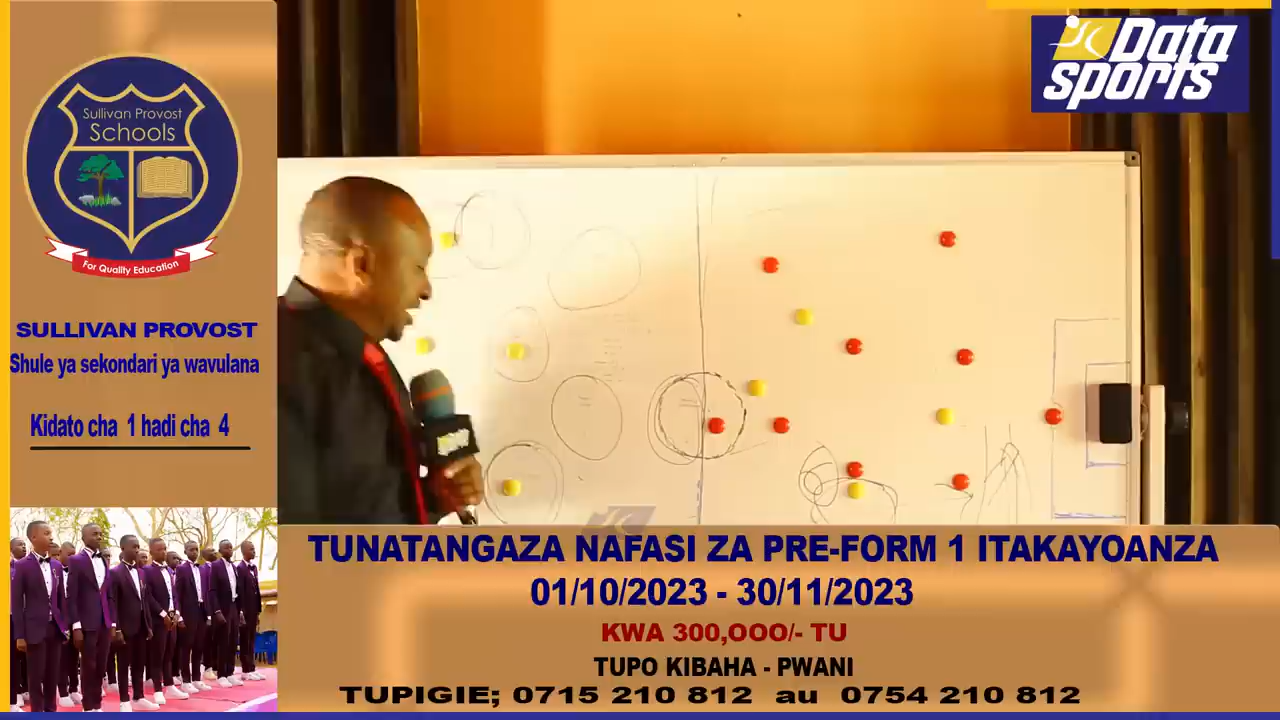 Sullivan Provost
Schools
For Quality Education
SULLIVAN PROVOST
Shule ya sekondari ya wavulana
Kidato cha 1 hadi cha 4
Data
sports
TUNATANGAZA NAFASI ZA PRE-FORM 1 ITAKAYOANZA
01/10/2023 - 30/11/2023
KWA 300,OOO/- TU
TUPO KIBAHA - PWANI
TUPIGIE; 0715 210 812 au 0754 210 812